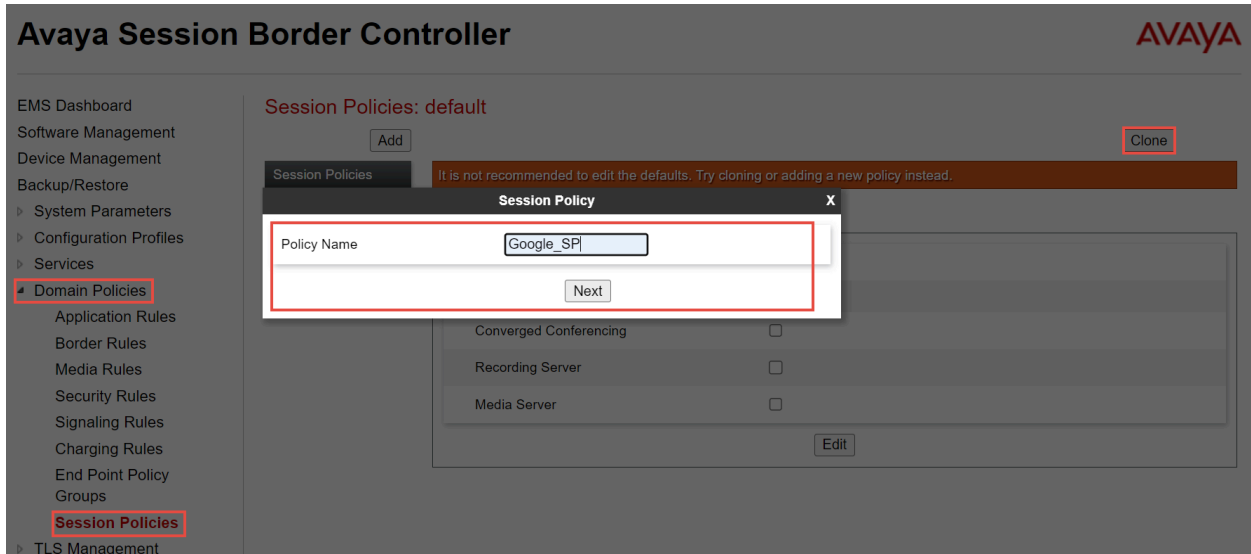 Avaya Session Border Controller
AVAYA
EMS Dashboard
Software Management
Device Management
Backup/Restore
System Parameters
Configuration Profiles
Services
Domain Policies
Application Rules
Border Rules
Media Rules
Security Rules
Signaling Rules
Charging Rules
End Point Policy
Groups
Session Policies
TLS Management
Session Policies: default
Add
Clone
Session Policies
It is not recommended to edit the defaults. Try cloning or adding a new policy instead.
Session Policy
X
Policy Name
Google_SP
Next
Converged Conferencing
Recording Server
Media Server
Edit